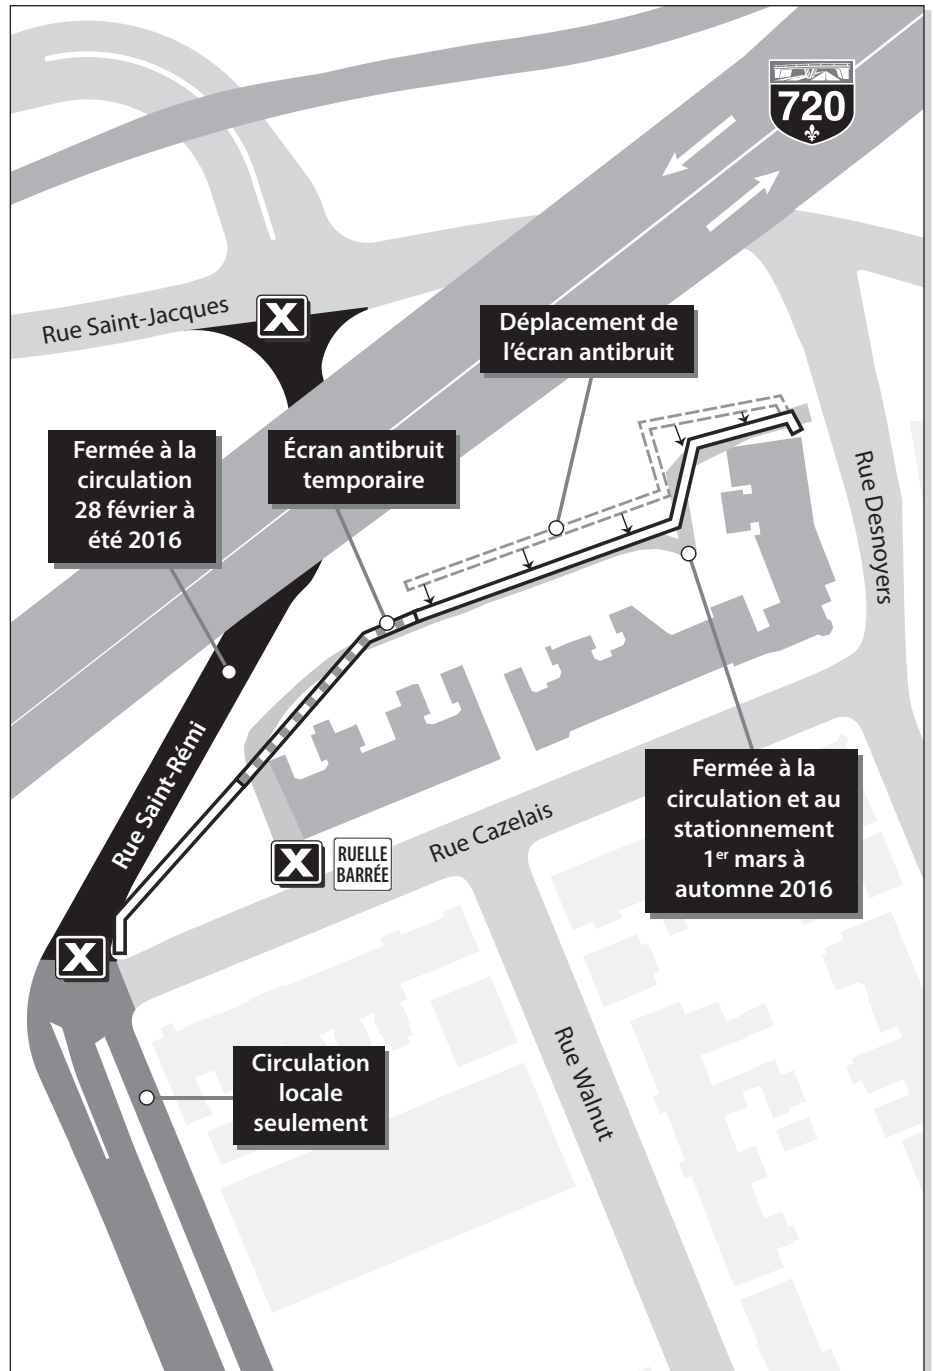 720
Rue Saint-Jacques
Déplacement de
l’écran antibruit
Fermée à la
circulation
28 février à
été 2016
Écran antibruit
temporaire
Rue Desnoyers
Rue Saint-Rémi
Fermée à la
circulation et au
stationnement
1er mars à
automne 2016
Rue Cazelais
RUELLE
BARRÉE
Rue Walnut
Circulation
locale
seulement